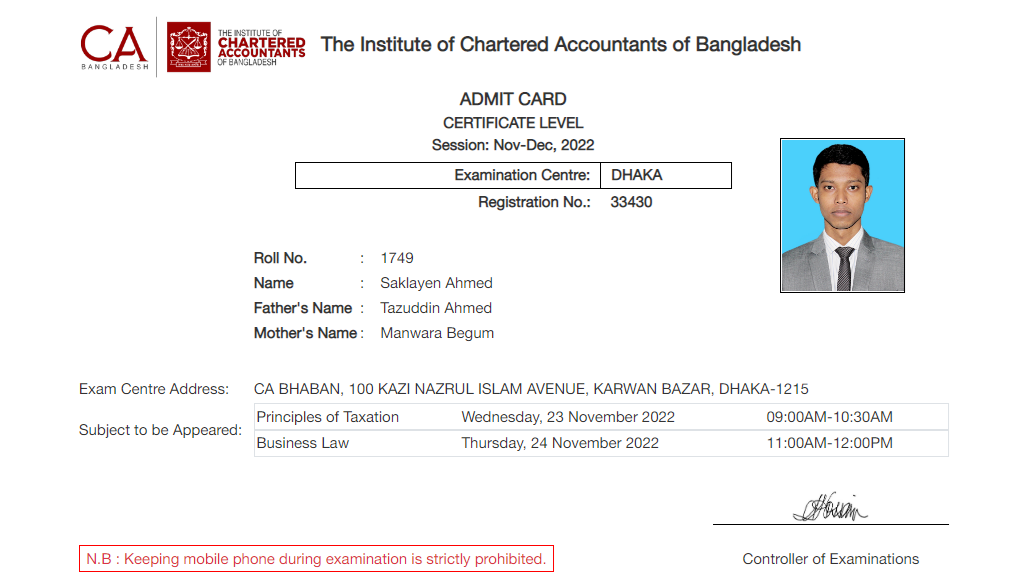 CA
BANGLADESH
THE INSTITUTE OF
CHARTERED
ACCOUNTANTS
OF BANGLADESH
The Institute of Chartered Accountants of Bangladesh
ADMIT CARD
CERTIFICATE LEVEL
Session: Nov-Dec, 2022
Examination Centre: DHAKA
Registration No.: 33430
Roll No. : 1749
Name : Saklayen Ahmed
Father's Name : Tazuddin Ahmed
Mother's Name : Manwara Begum
Exam Centre Address: CA BHABAN, 100 KAZI NAZRUL ISLAM AVENUE, KARWAN BAZAR, DHAKA-1215
Subject to be Appeared:
Principles of Taxation Wednesday, 23 November 2022 09:00AM-10:30AM
Business Law Thursday, 24 November 2022 11:00AM-12:00PM
N.B : Keeping mobile phone during examination is strictly prohibited.
Controller of Examinations